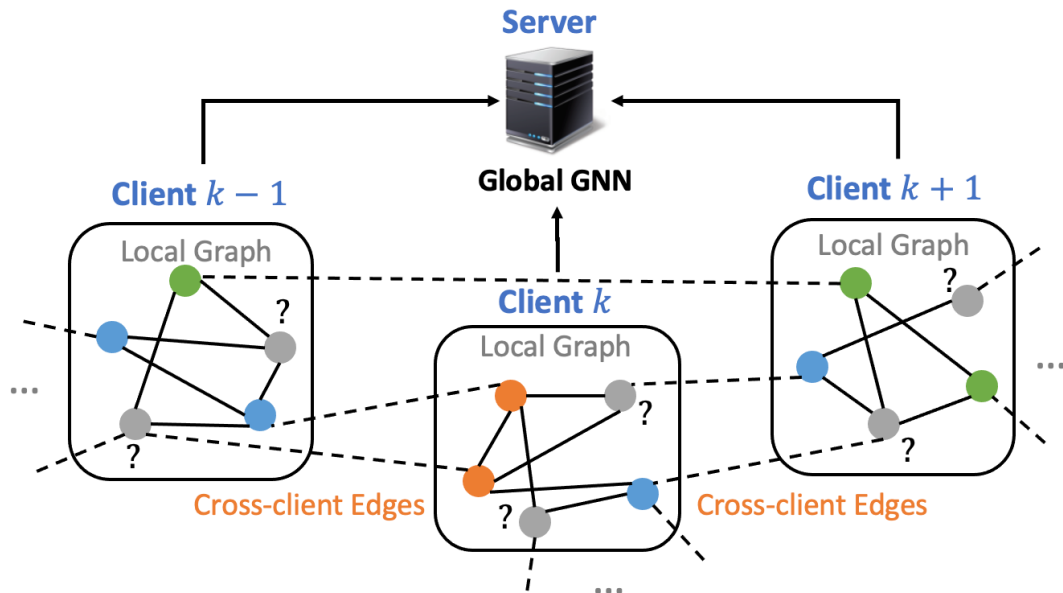 Server
Global GNN
Client k − 1
Client k + 1
Local Graph
?
?
Client k
Local Graph
?
?
Local Graph
?
?
...
...
Cross-client Edges
Cross-client Edges
...